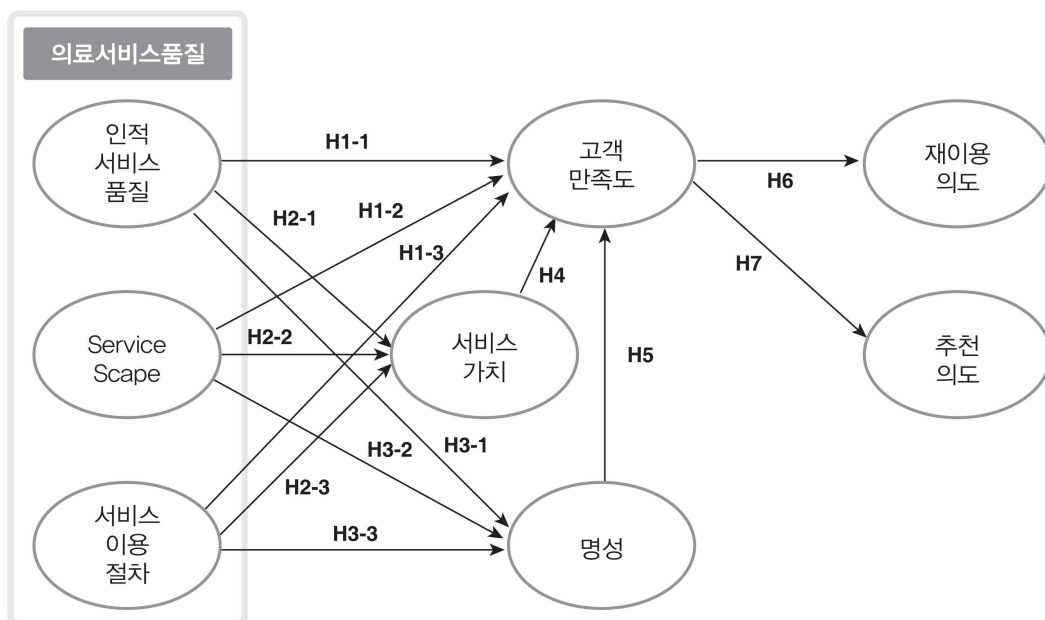 의료서비스품질
인적
서비스
품질
H1-1
고객
만족도
H6
재이용
의도
H2-1
H1-2
H1-3
H4
H7
Service
Scape
H2-2
서비스
가치
H5
추천
의도
H3-2
H3-1
H2-3
서비스
이용
절차
H3-3
명성